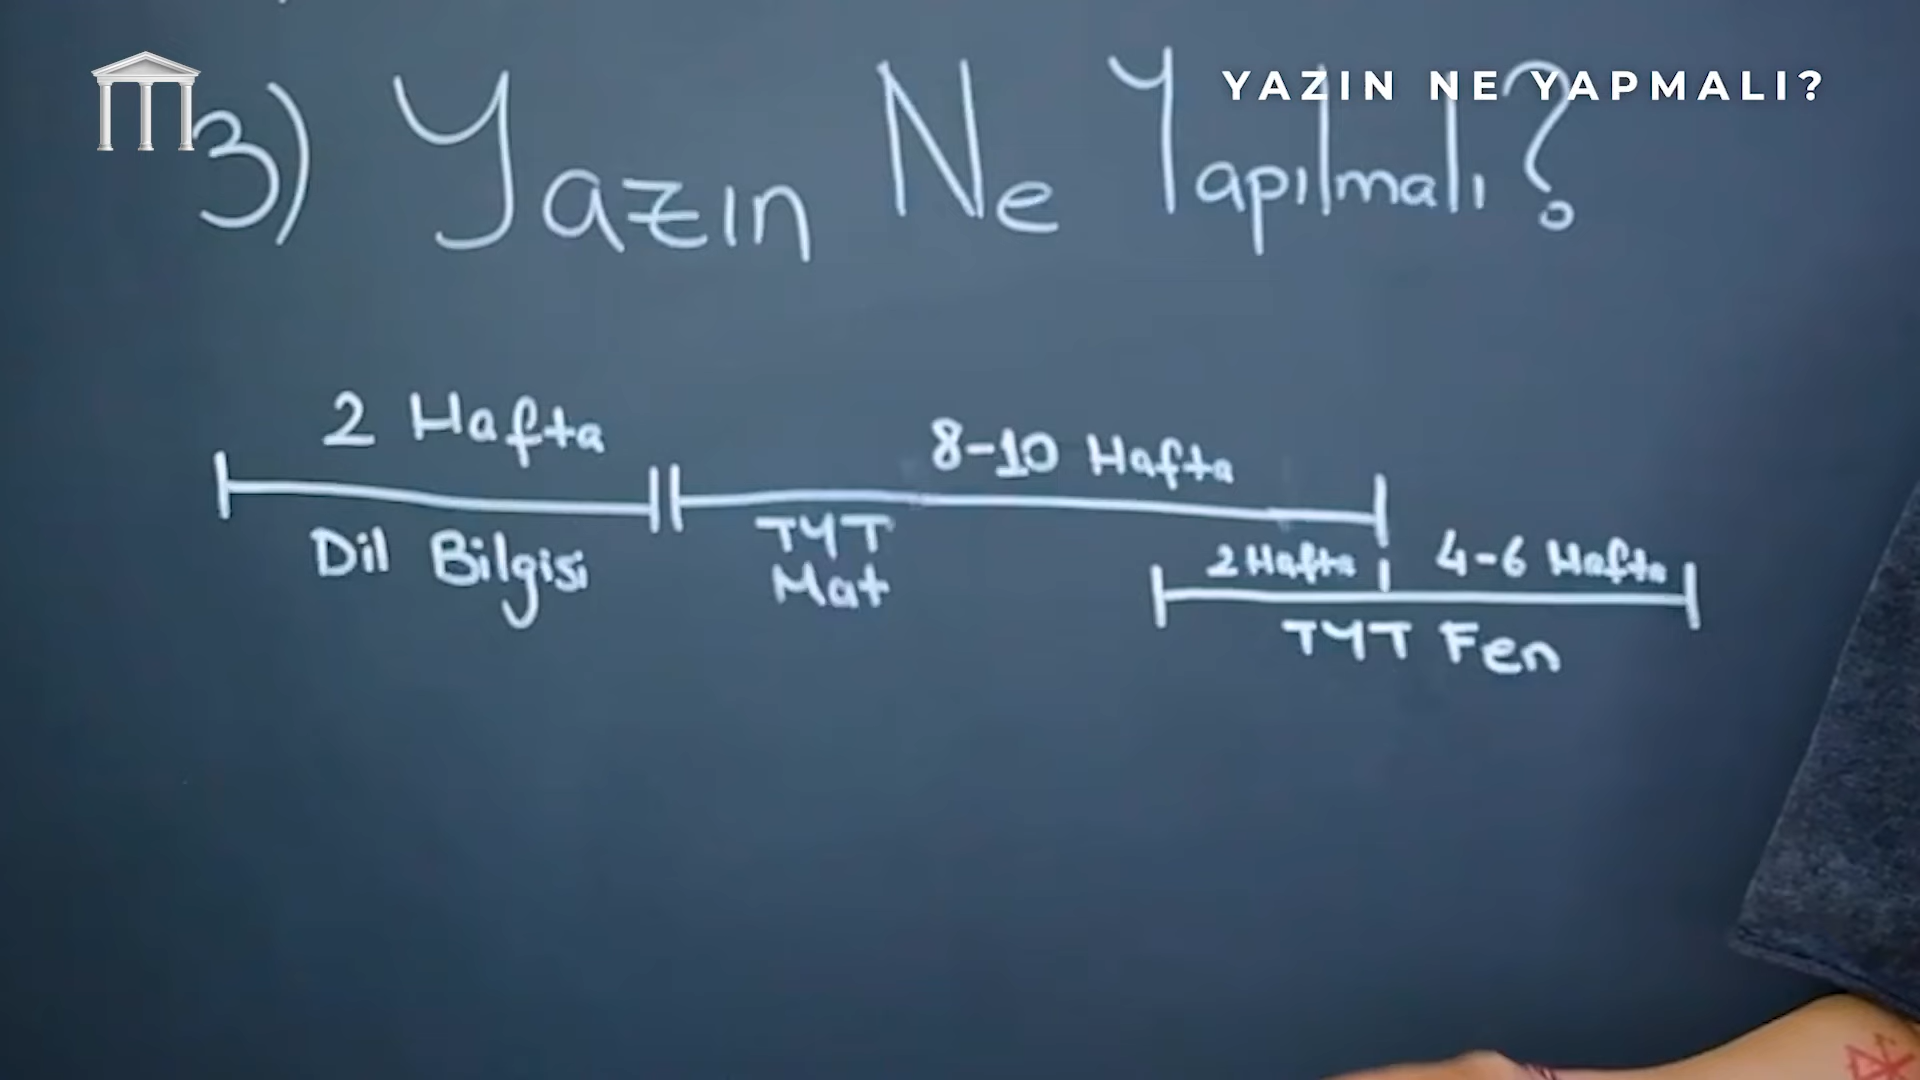 YAZIN NE YAPMALI?
3) Yazın Ne Yapılmalı?
2 Hafta
8-10 Hafta
Dil Bilgisi
TYT
Mat
2 Hafta
4-6 Hafta
TYT Fen